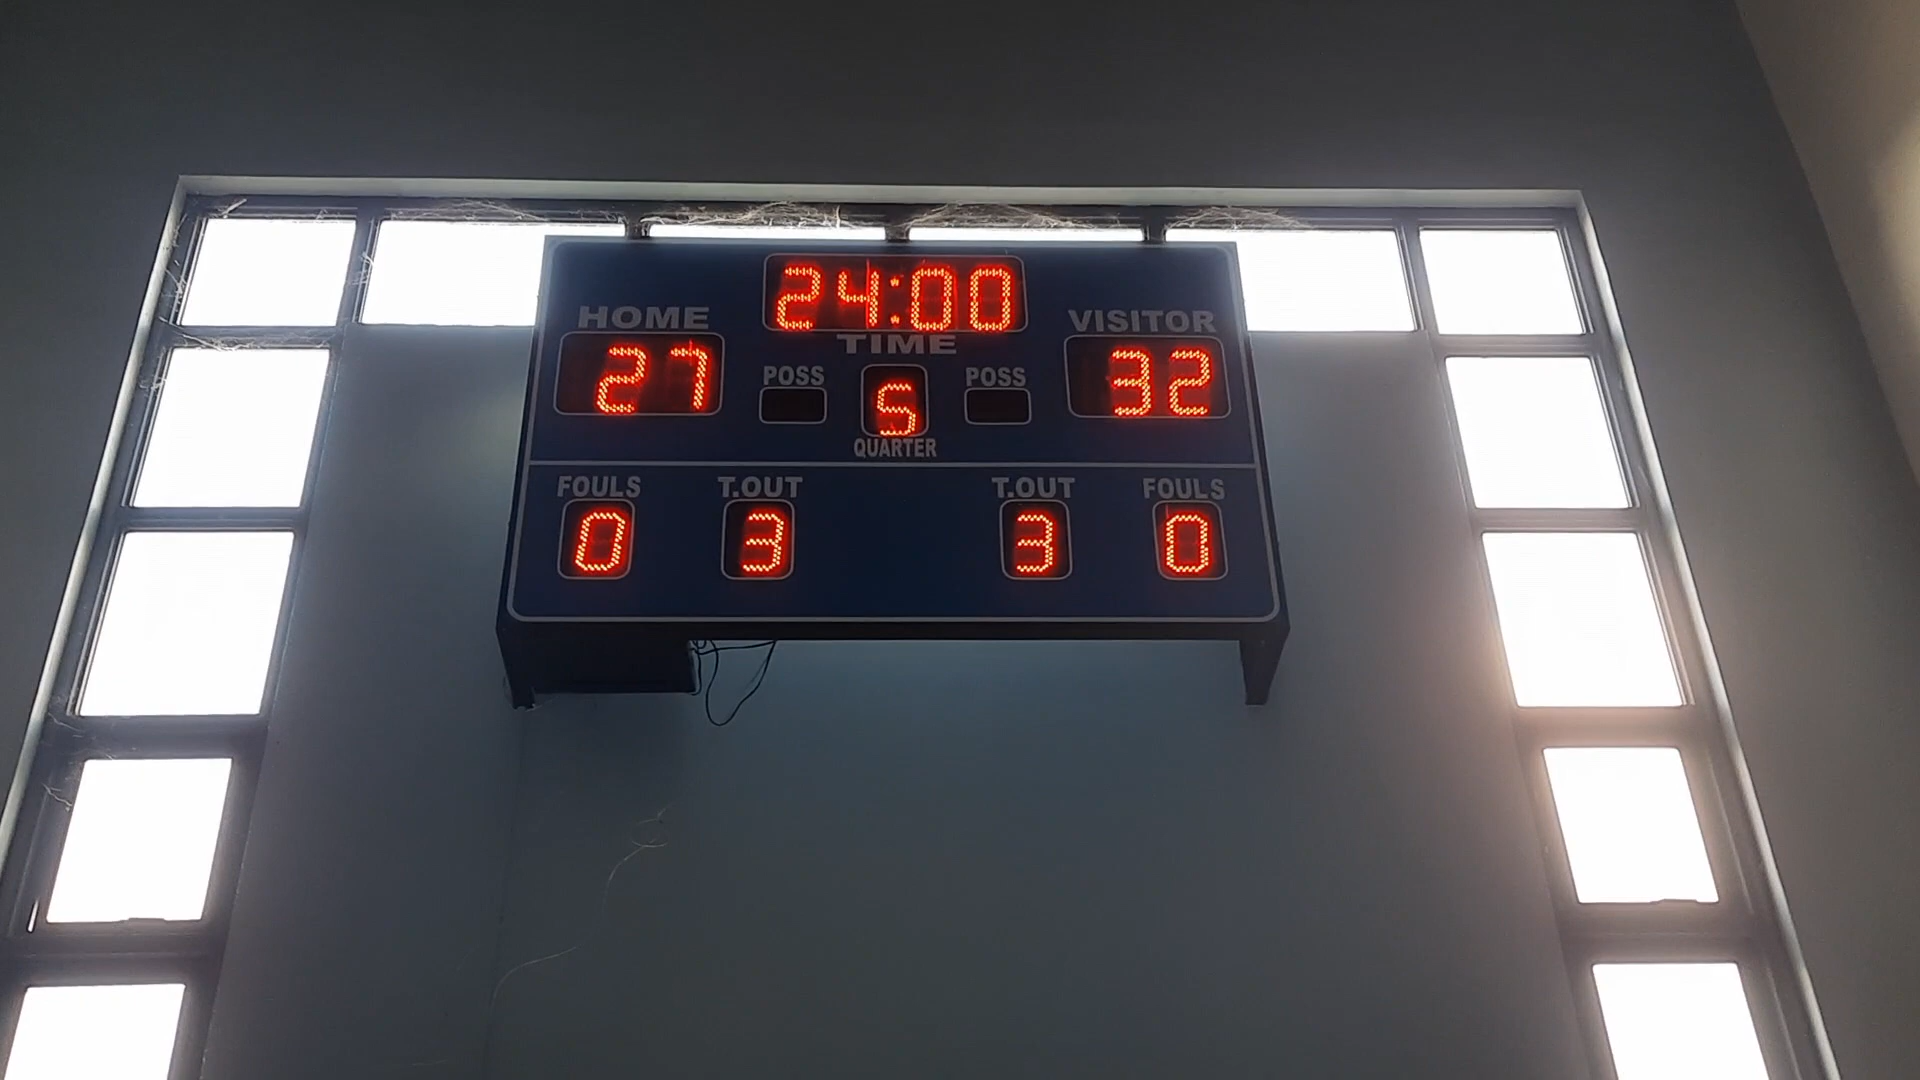 24:00
HOME
TIME
VISITOR
27
POSS
5
POSS
32
QUARTER
FOULS
T.OUT
T.OUT
FOULS
0
3
3
0